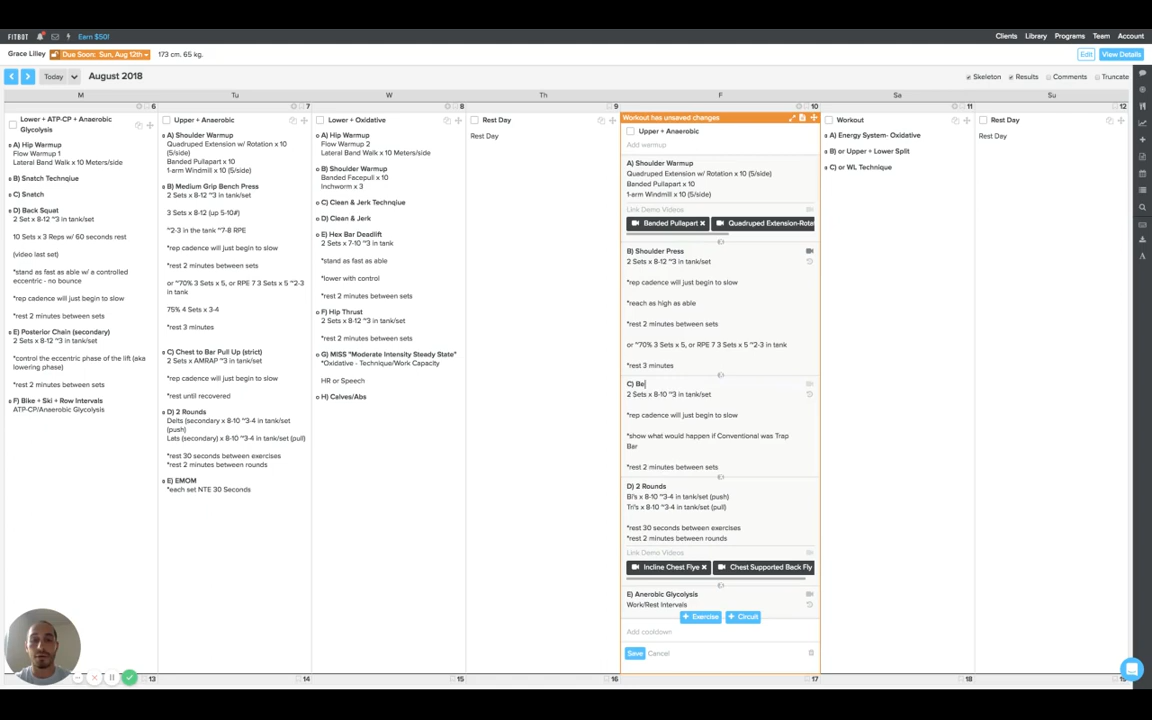 FITBOT Earn $50! Clients Library Programs Team Account
Grace Lilley Due Soon: Sun, Aug 12th 173 cm. 65 kg. Edit View Details
Today August 2018 Skeleton Results Comments Truncate
M Tu W Th F Sa Su
6
Lower + ATP-CP + Anaerobic
Glycolysis
A) Hip Warmup
Flow Warmup 1
Lateral Band Walk x 10 Meters/side
B) Snatch Technqiue
C) Snatch
D) Back Squat
2 Set x 8-12 ~3 in tank/set
10 Sets x 3 Reps w/ 60 seconds rest
(video last set)
*stand as fast as able w/ a controlled
eccentric - no bounce
*rep cadence will just begin to slow
*rest 2 minutes between sets
E) Posterior Chain (secondary)
2 Sets x 8-12 ~3 in tank/set
*control the eccentric phase of the lift (aka
lowering phase)
*rest 2 minutes between sets
F) Bike + Ski + Row Intervals
ATP-CP/Anaerobic Glycolysis
7
Upper + Anaerobic
A) Shoulder Warmup
Quadruped Extension w/ Rotation x 10
(5/side)
Banded Pullapart x 10
1-arm Windmill x 10 (5/side)
B) Medium Grip Bench Press
2 Sets x 8-12 ~3 in tank/set
3 Sets x 8-12 (up 5-10#)
~2-3 in the tank ~7-8 RPE
*rep cadence will just begin to slow
*rest 2 minutes between sets
or ~70% 3 Sets x 5, or RPE 7 3 Sets x 5 ~2-3
in tank
75% 4 Sets x 3-4
*rest 3 minutes
C) Chest to Bar Pull Up (strict)
2 Sets x AMRAP ~3 in tank/set
*rep cadence will just begin to slow
*rest until recovered
D) 2 Rounds
Delts (secondary x 8-10 ~3-4 in tank/set
(push)
Lats (secondary) x 8-10 ~3-4 in tank/set (pull)
*rest 30 seconds between exercises
*rest 2 minutes between rounds
E) EMOM
*each set NTE 30 Seconds
8
Lower + Oxidative
A) Hip Warmup
Flow Warmup 2
Lateral Band Walk x 10 Meters/side
B) Shoulder Warmup
Banded Facepull x 10
Inchworm x 3
C) Clean & Jerk Technqiue
D) Clean & Jerk
E) Hex Bar Deadlift
2 Sets x 7-10 ~3 in tank
*stand as fast as able
*lower with control
*rest 2 minutes between sets
F) Hip Thrust
2 Sets x 8-12 ~3 in tank/set
*rest 2 minutes between sets
G) MISS "Moderate Intensity Steady State"
*Oxidative - Technique/Work Capacity
HR or Speech
H) Calves/Abs
9
Rest Day
Rest Day
10
Workout has unsaved changes
Upper + Anaerobic
Add warmup
A) Shoulder Warmup
Quadruped Extension w/ Rotation x 10 (5/side)
Banded Pullapart x 10
1-arm Windmill x 10 (5/side)
Link Demo Videos
Banded Pullapart x Quadruped Extension-Rota
B) Shoulder Press
2 Sets x 8-12 ~3 in tank/set
*rep cadence will just begin to slow
*reach as high as able
*rest 2 minutes between sets
or ~70% 3 Sets x 5, or RPE 7 3 Sets x 5 ~2-3 in tank
*rest 3 minutes
C) Be
2 Sets x 8-10 ~3 in tank/set
*rep cadence will just begin to slow
*show what would happen if Conventional was Trap
Bar
*rest 2 minutes between sets
D) 2 Rounds
Bi's x 8-10 ~3-4 in tank/set (push)
Tri's x 8-10 ~3-4 in tank/set (pull)
*rest 30 seconds between exercises
*rest 2 minutes between rounds
Link Demo Videos
Incline Chest Flye x Chest Supported Back Fly
E) Anerobic Glycolysis
Work/Rest Intervals
+ Exercise + Circuit
Add cooldown
Save Cancel
11
Workout
A) Energy System- Oxidative
B) or Upper + Lower Split
C) or WL Technique
12
Rest Day
Rest Day
13 14 15 16 17 18